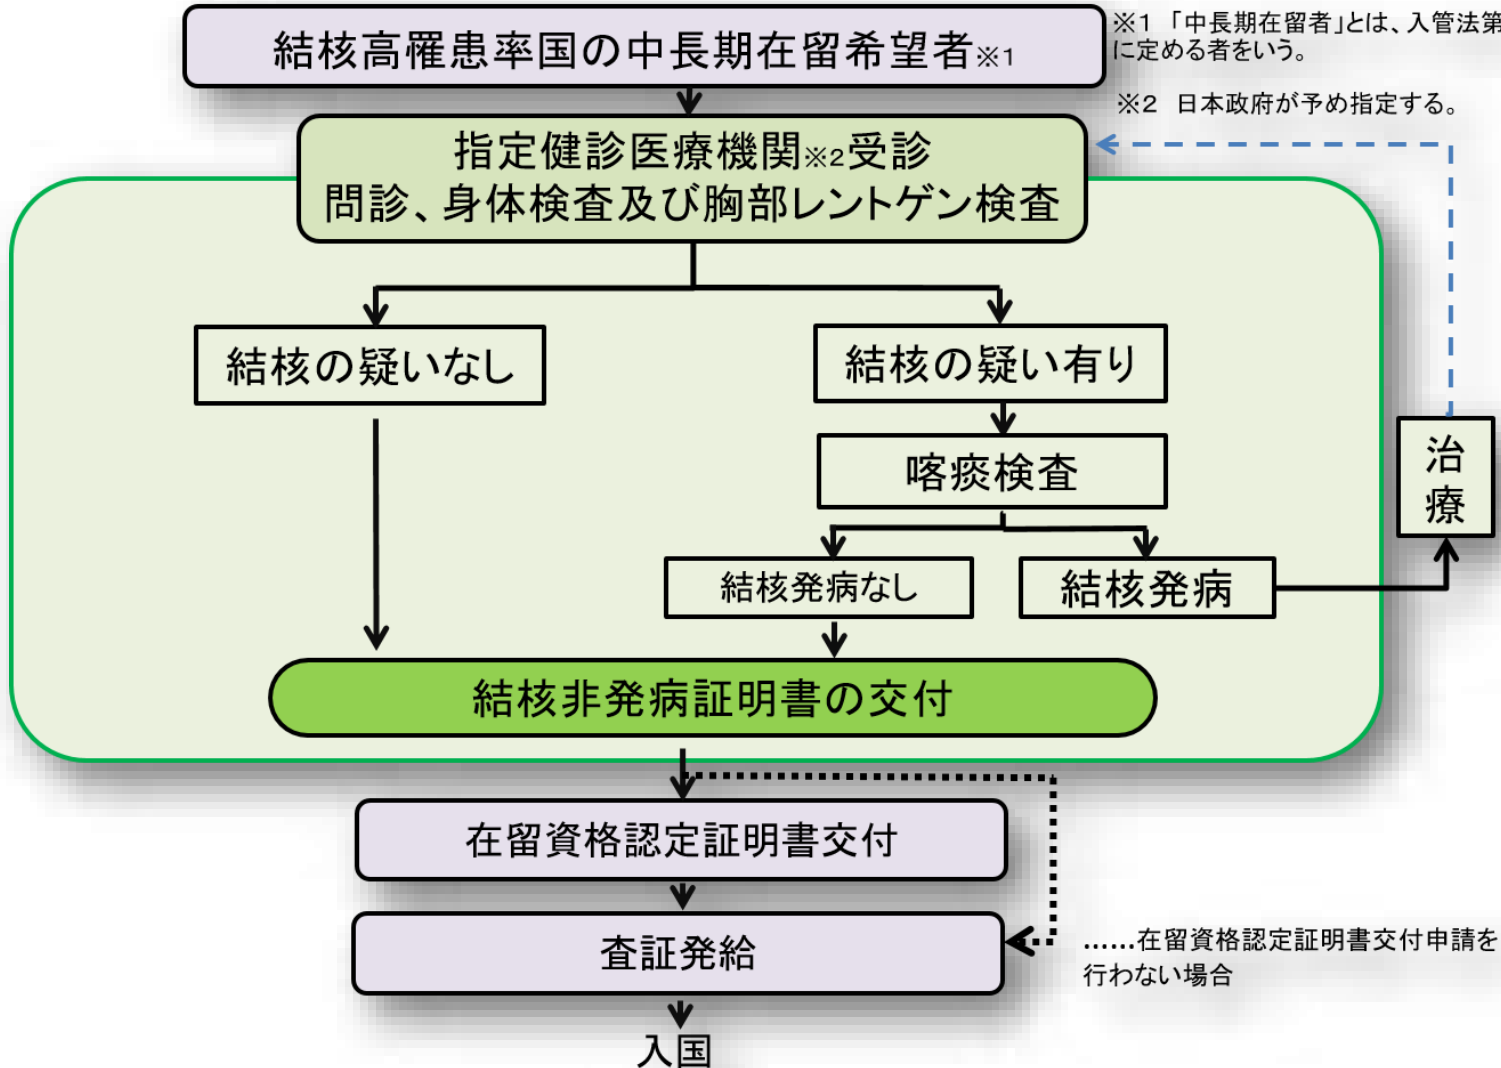 結核高罹患率国の中長期在留希望者※1
※1 「中長期在留者」とは、入管法第
に定める者をいう。
※2 日本政府が予め指定する。
指定健診医療機関※2受診
問診、身体検査及び胸部レントゲン検査
結核の疑いなし
結核の疑い有り
喀痰検査
治療
結核発病なし
結核発病
結核非発病証明書の交付
在留資格認定証明書交付
査証発給
……在留資格認定証明書交付申請を
行わない場合
入国